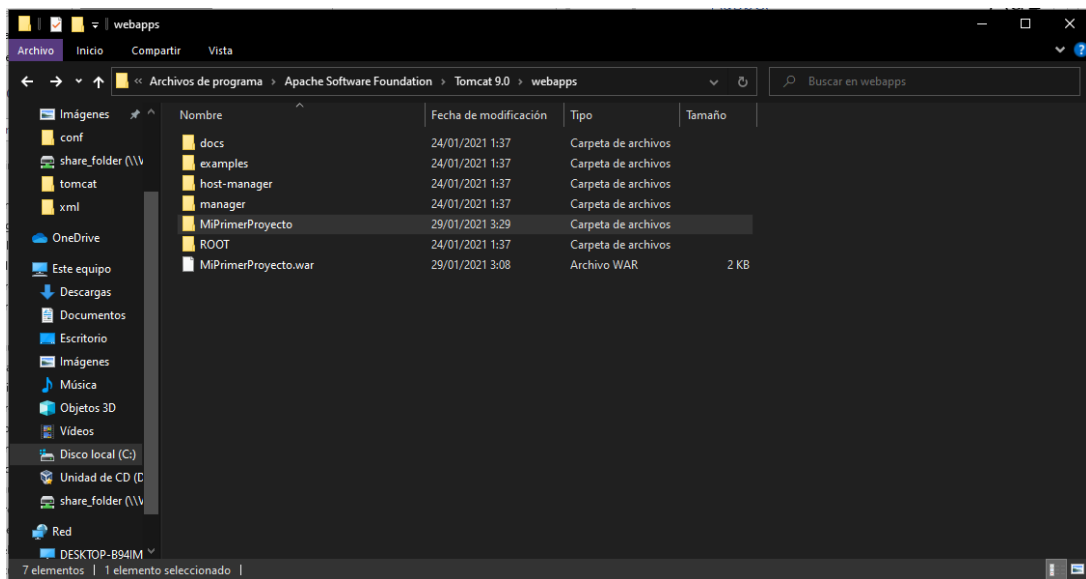 webapps
Archivo Inicio Compartir Vista
« Archivos de programa > Apache Software Foundation > Tomcat 9.0 > webapps
Buscar en webapps
Imágenes
conf
share_folder (\\V
tomcat
xml
OneDrive
Este equipo
Descargas
Documentos
Escritorio
Imágenes
Música
Objetos 3D
Vídeos
Disco local (C:)
Unidad de CD (D
share_folder (\\V
Red
DESKTOP-B94IM
Nombre Fecha de modificación Tipo Tamaño
docs 24/01/2021 1:37 Carpeta de archivos
examples 24/01/2021 1:37 Carpeta de archivos
host-manager 24/01/2021 1:37 Carpeta de archivos
manager 24/01/2021 1:37 Carpeta de archivos
MiPrimerProyecto 29/01/2021 3:29 Carpeta de archivos
ROOT 24/01/2021 1:37 Carpeta de archivos
MiPrimerProyecto.war 29/01/2021 3:08 Archivo WAR 2 KB
7 elementos | 1 elemento seleccionado |